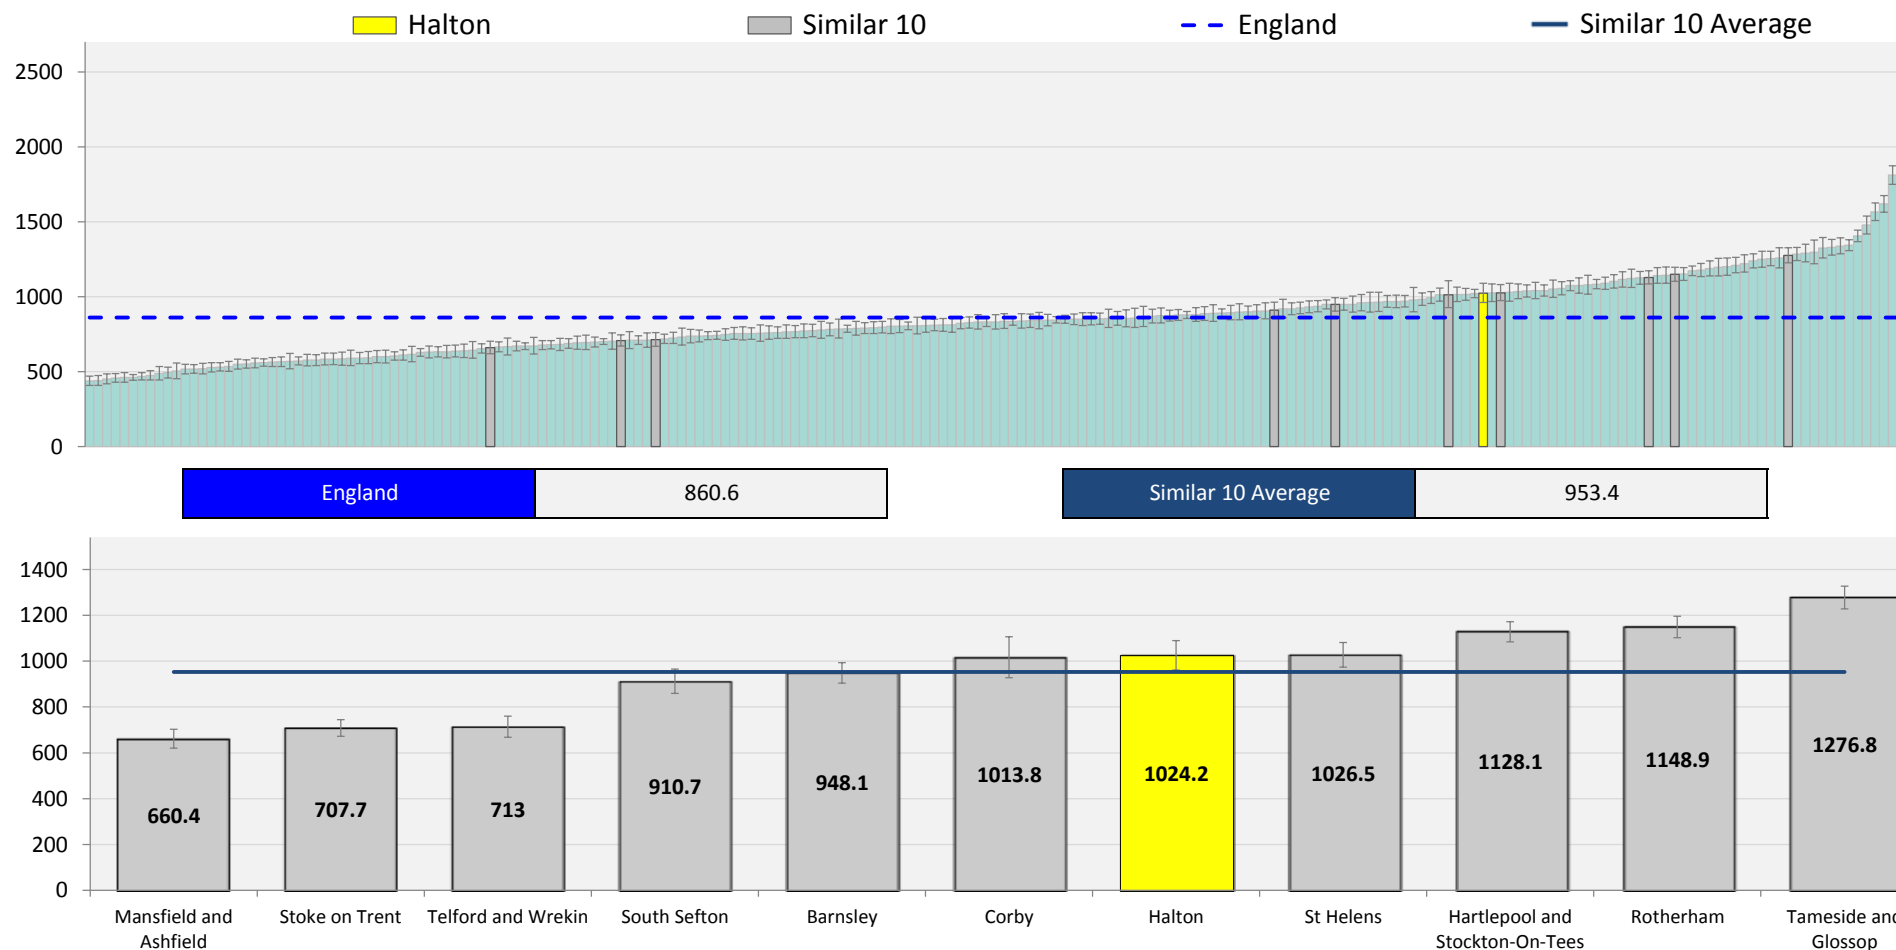 Halton Similar 10 England Similar 10 Average
2500
2000
1500
1000
500
0
England 860.6 Similar 10 Average 953.4
1400
1200
1000
800
600
400
200
0
660.4 707.7 713 910.7 948.1 1013.8 1024.2 1026.5 1128.1 1148.9 1276.8
Mansfield and Stoke on Trent Telford and Wrekin South Sefton Barnsley Corby Halton St Helens Hartlepool and Rotherham Tameside and
Ashfield Stockton-On-Tees Glossop